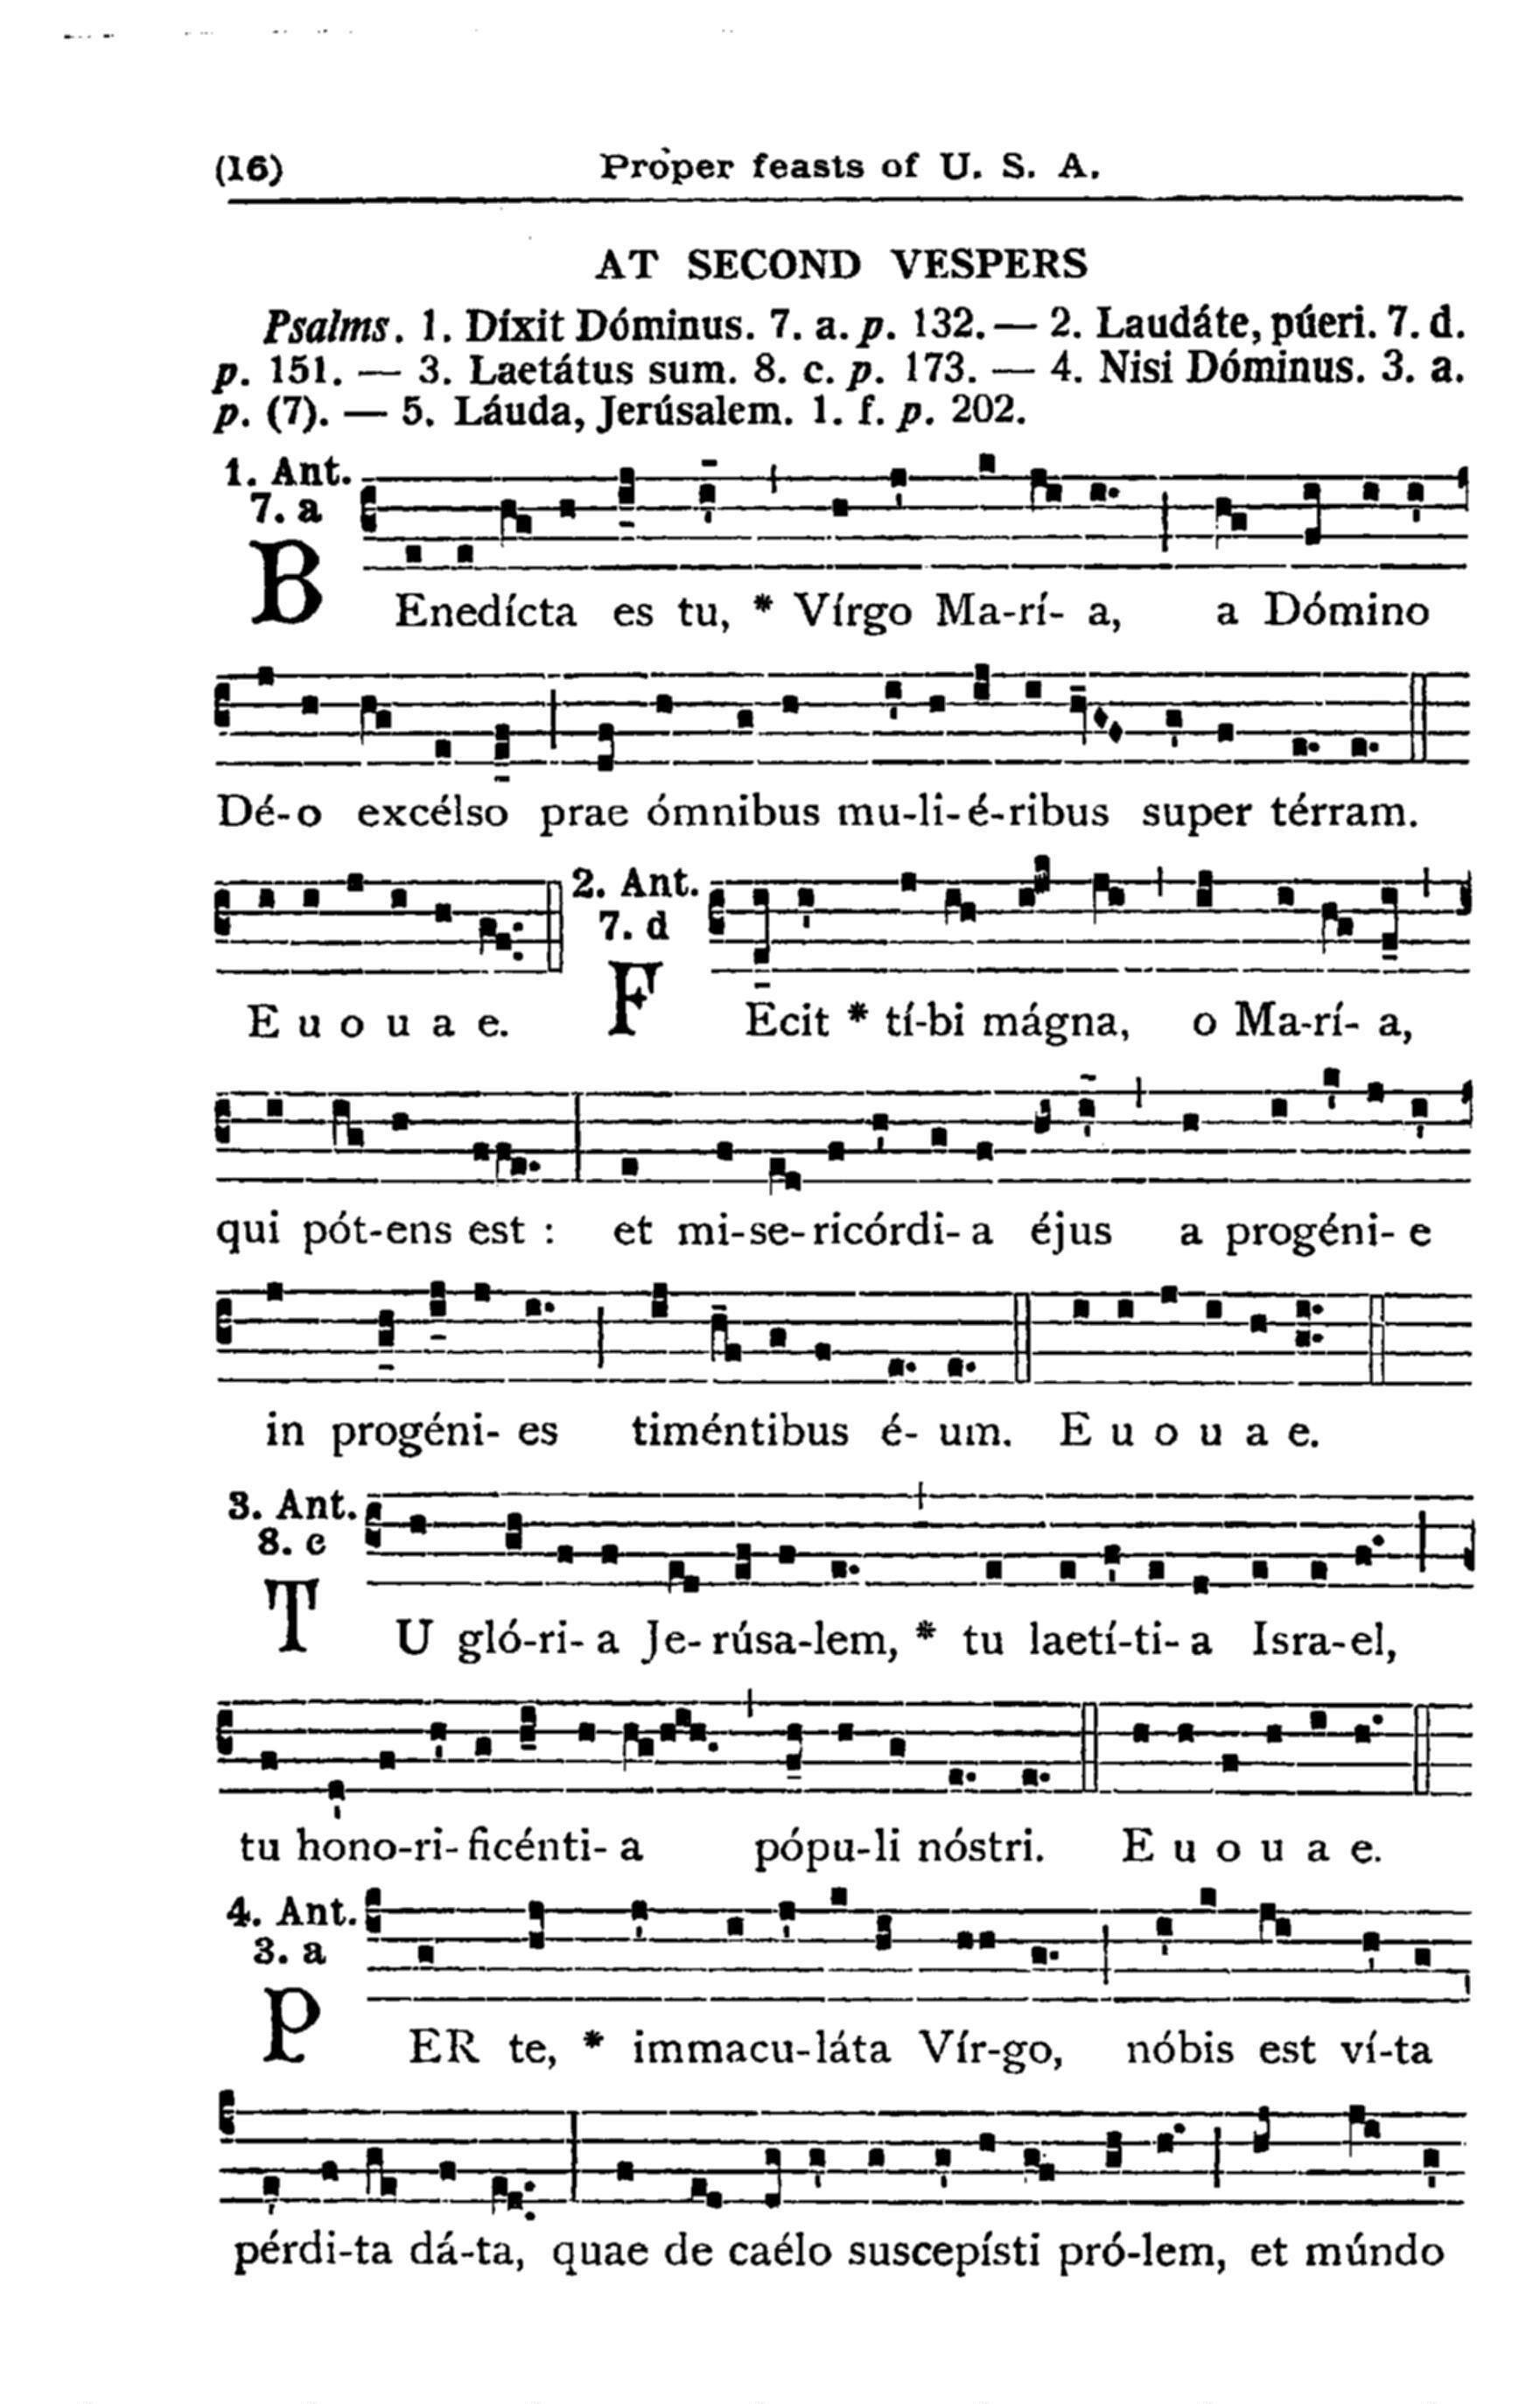 (16) Proper feasts of U. S. A.
AT SECOND VESPERS
Psalms. 1. Díxit Dóminus. 7. a. p. 132. — 2. Laudáte, púeri. 7. d.
p. 151. — 3. Laetátus sum. 8. c. p. 173. — 4. Nisi Dóminus. 3. a.
p. (7). — 5. Láuda, Jerúsalem. 1. f. p. 202.
1. Ant.
7. a
BEnedícta es tu, * Vírgo Ma-rí- a, a Dómino
Dé-o excélso prae ómnibus mu-li-é-ribus super térram.
E u o u a e.
2. Ant.
7. d
FEcit * tí-bi mágna, o Ma-rí- a,
qui pót-ens est : et mi-se-ricórdi- a éjus a progéni- e
in progéni- es timéntibus é- um. E u o u a e.
3. Ant.
8. c
TU gló-ri- a Je-rúsa-lem, * tu laetí-ti- a Isra-el,
tu hono-ri-ficénti- a pópu-li nóstri. E u o u a e.
4. Ant.
3. a
PER te, * immacu-láta Vír-go, nóbis est ví-ta
pérdi-ta dá-ta, quae de caélo suscepísti pró-lem, et múndo